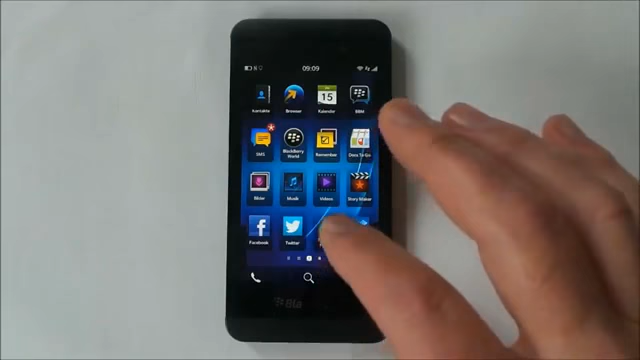 09:09
Kontakte Browser Kalender BBM
15
SMS BlackBerry World Remember Docs To Go
Bilder Musik Videos Story Maker
Facebook Twitter